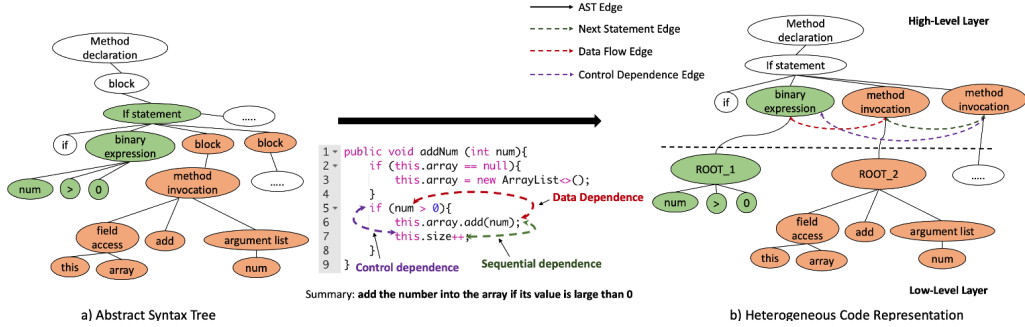 AST Edge
Next Statement Edge
Data Flow Edge
Control Dependence Edge
Method
declaration
block
If statement
.....
if
binary
expression
block
block
num
>
0
method
invocation
.....
field
access
add
argument list
this
array
num
a) Abstract Syntax Tree
1 public void addNum (int num){
2 if (this.array == null){
3 this.array = new ArrayList<>();
4 }
5 if (num > 0){
6 this.array.add(num);
7 this.size++;
8 }
9 }
Data Dependence
Control dependence
Sequential dependence
Summary: add the number into the array if its value is large than 0
High-Level Layer
Method
declaration
If statement
if
binary
expression
method
invocation
method
invocation
ROOT_1
ROOT_2
.....
num
>
0
field
access
add
argument list
this
array
num
Low-Level Layer
b) Heterogeneous Code Representation